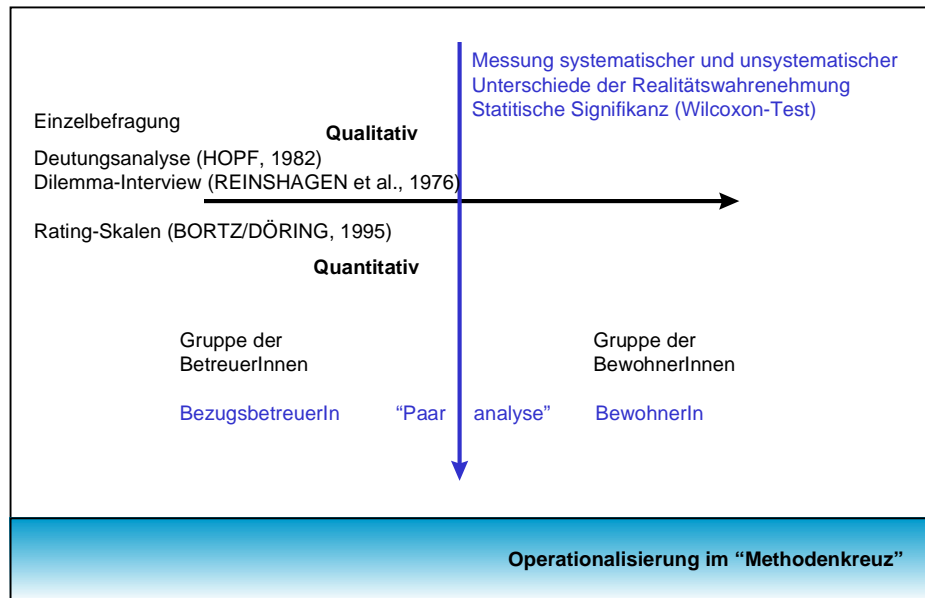 Messung systematischer und unsystematischer
Unterschiede der Realitätswahrenehmung
Statitische Signifikanz (Wilcoxon-Test)
Einzelbefragung
Qualitativ
Deutungsanalyse (HOPF, 1982)
Dilemma-Interview (REINSHAGEN et al., 1976)
Rating-Skalen (BORTZ/DÖRING, 1995)
Quantitativ
Gruppe der
BetreuerInnen
Gruppe der
BewohnerInnen
BezugsbetreuerIn “Paar analyse” BewohnerIn
Operationalisierung im “Methodenkreuz”